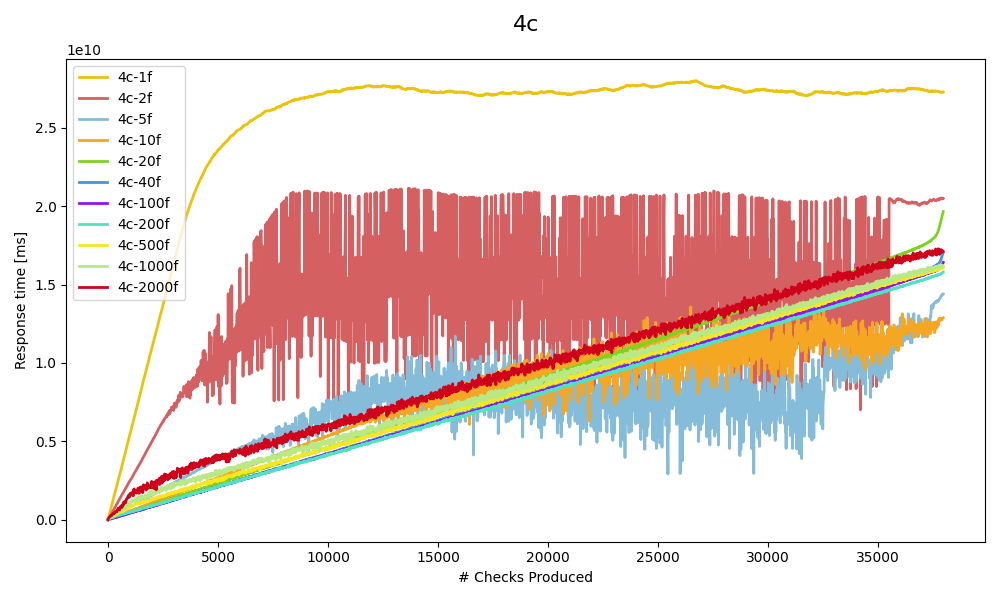 4c
1e10
4c-1f
4c-2f
4c-5f
4c-10f
4c-20f
4c-40f
4c-100f
4c-200f
4c-500f
4c-1000f
4c-2000f
Response time [ms]
2.5
2.0
1.5
1.0
0.5
0.0
0 5000 10000 15000 20000 25000 30000 35000
# Checks Produced